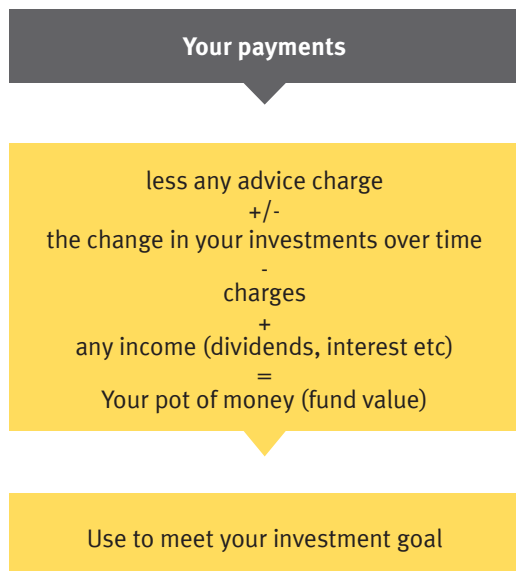 Your payments
less any advice charge
+/-
the change in your investments over time
-
charges
+
any income (dividends, interest etc)
=
Your pot of money (fund value)
Use to meet your investment goal